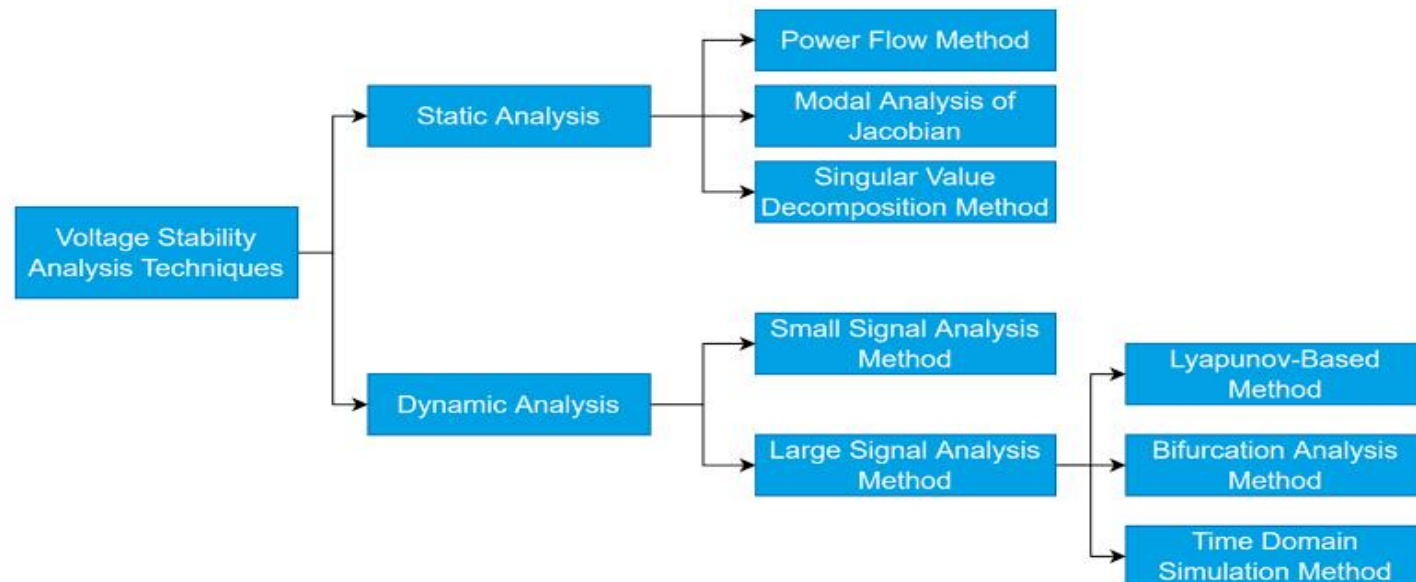 Power Flow Method
Static Analysis
Modal Analysis of
Jacobian
Singular Value
Decomposition Method
Voltage Stability
Analysis Techniques
Small Signal Analysis
Method
Dynamic Analysis
Large Signal Analysis
Method
Lyapunov-Based
Method
Bifurcation Analysis
Method
Time Domain
Simulation Method